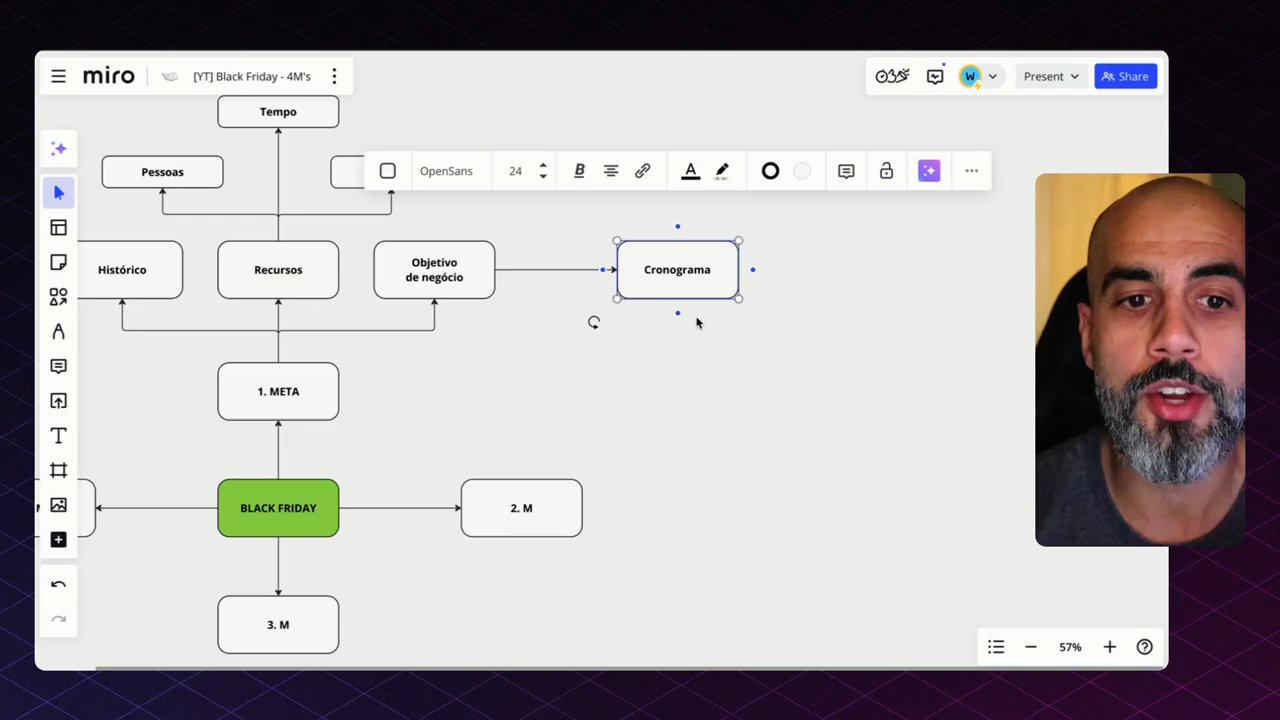 miro
[YT] Black Friday - 4M's
W
Present
Share
Tempo
Pessoas
OpenSans
24
B
A
Histórico
Recursos
Objetivo
de negócio
Cronograma
1. META
BLACK FRIDAY
2. M
3. M
57%